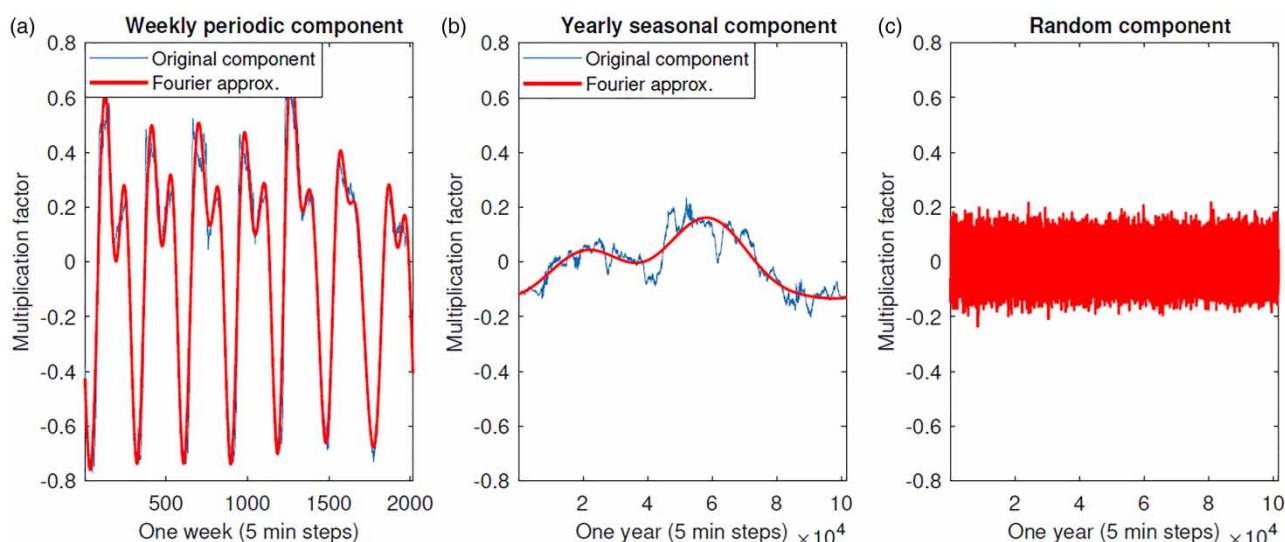 (a) Weekly periodic component
0.8
0.6
0.4
0.2
0
-0.2
-0.4
-0.6
-0.8
Multiplication factor
Original component
Fourier approx.
500 1000 1500 2000
One week (5 min steps)
(b) Yearly seasonal component
0.8
0.6
0.4
0.2
0
-0.2
-0.4
-0.6
-0.8
Multiplication factor
Original component
Fourier approx.
2 4 6 8 10
One year (5 min steps) ×10⁴
(c) Random component
0.8
0.6
0.4
0.2
0
-0.2
-0.4
-0.6
-0.8
Multiplication factor
2 4 6 8 10
One year (5 min steps) ×10⁴